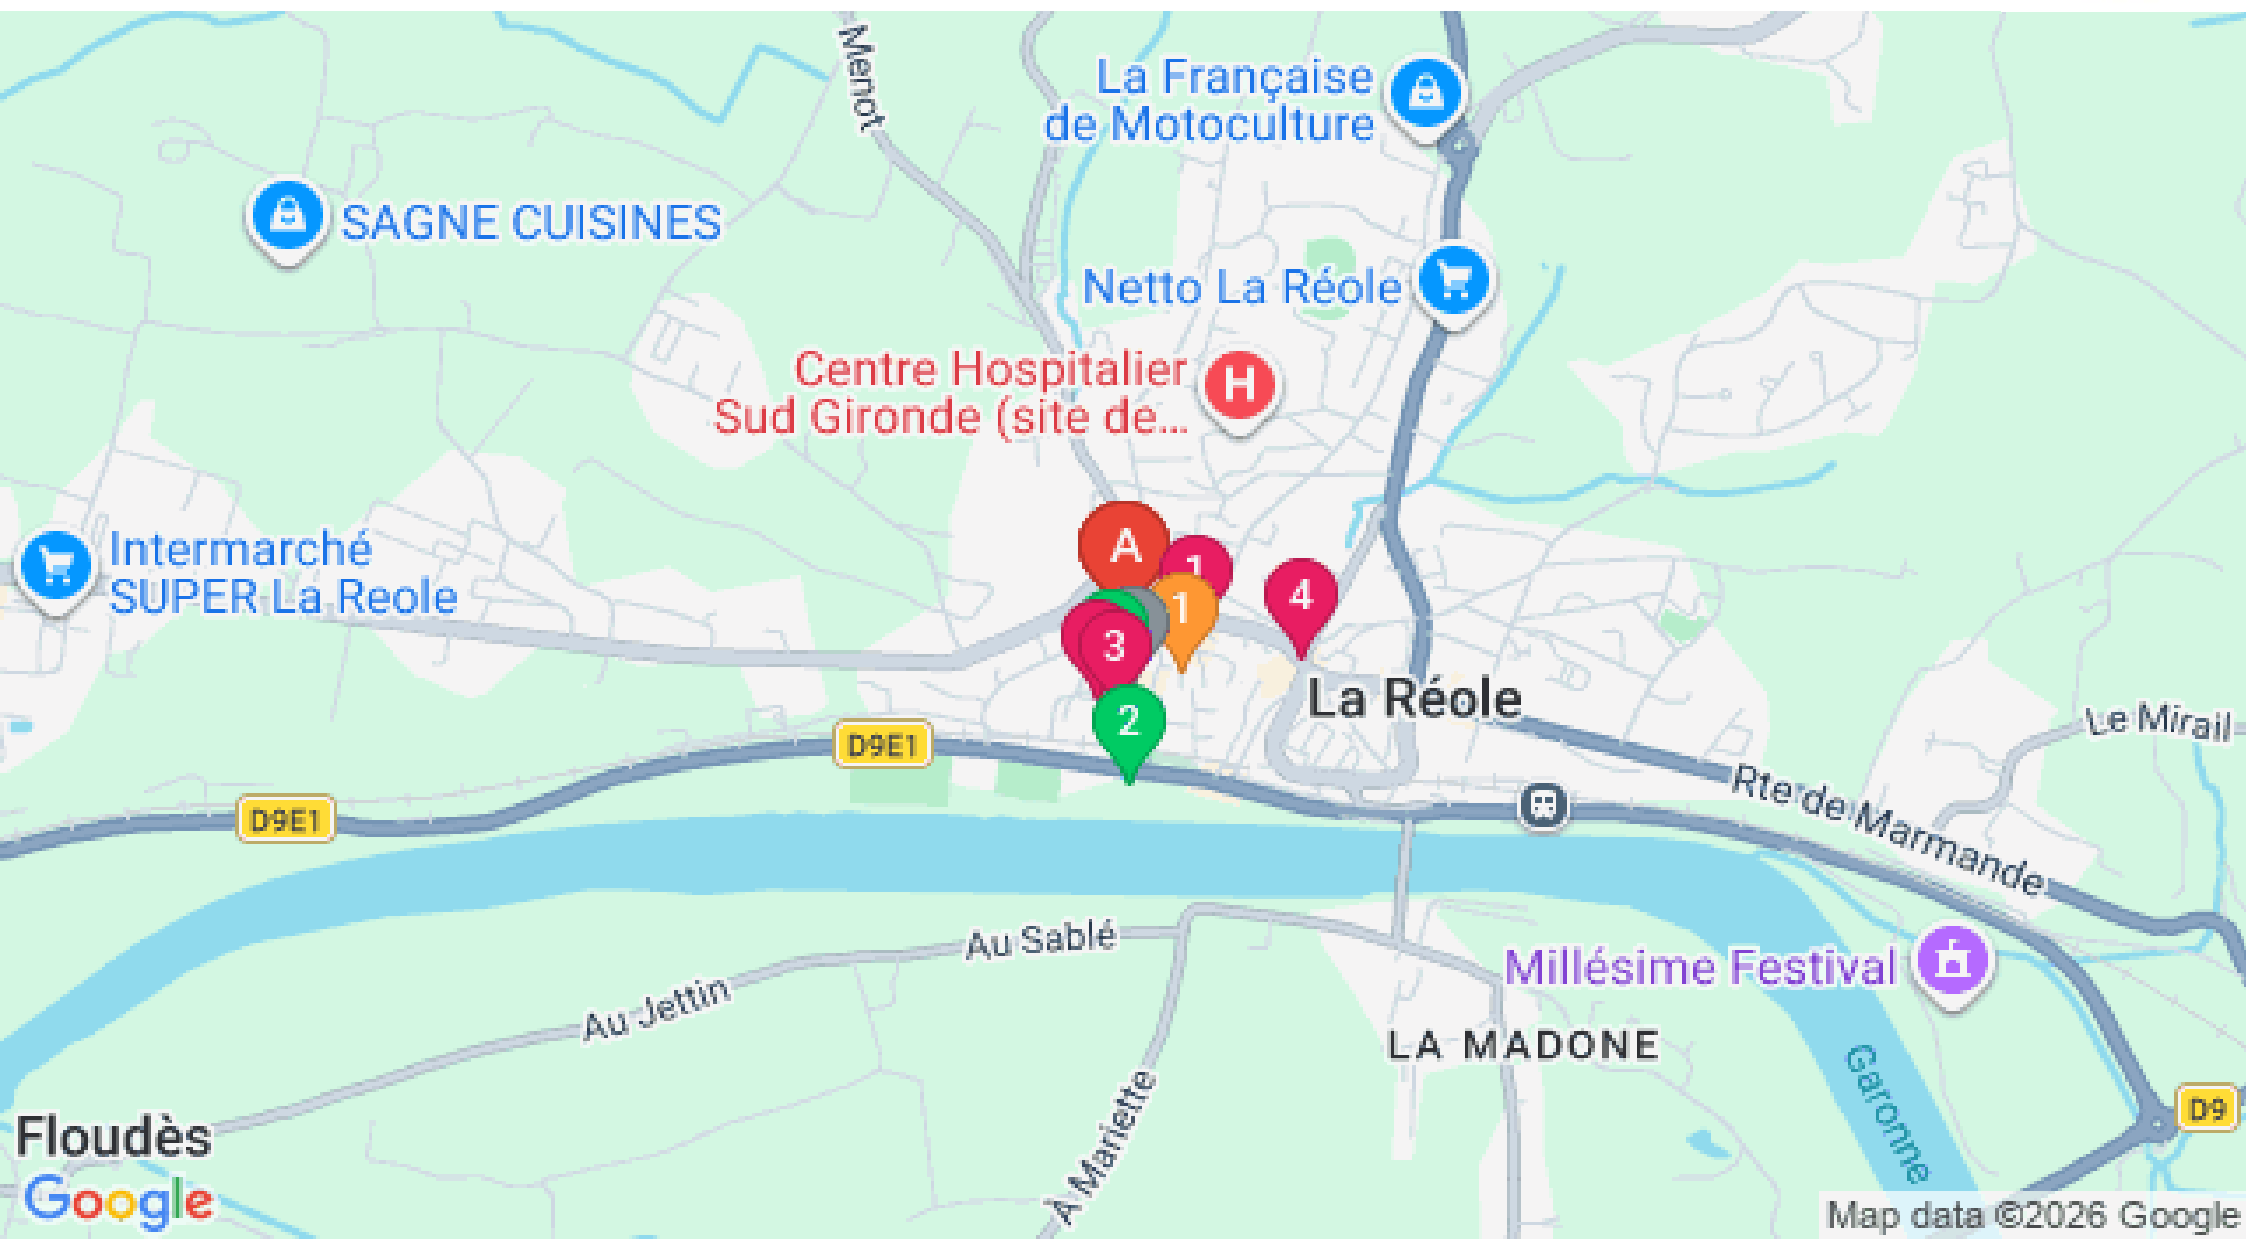 Menot
La Française
de Motoculture
SAGNE CUISINES
Netto La Réole
Centre Hospitalier
Sud Gironde (site de...
H
A
1
4
1
Intermarché
SUPER La Reole
3
2
La Réole
D9E1
D9E1
Le Mirail
Rte de Marmande
Au Sablé
Au Jettin
Millésime Festival
LA MADONE
À Mariette
Garonne
D9
Floudès
Google
Map data ©2026 Google